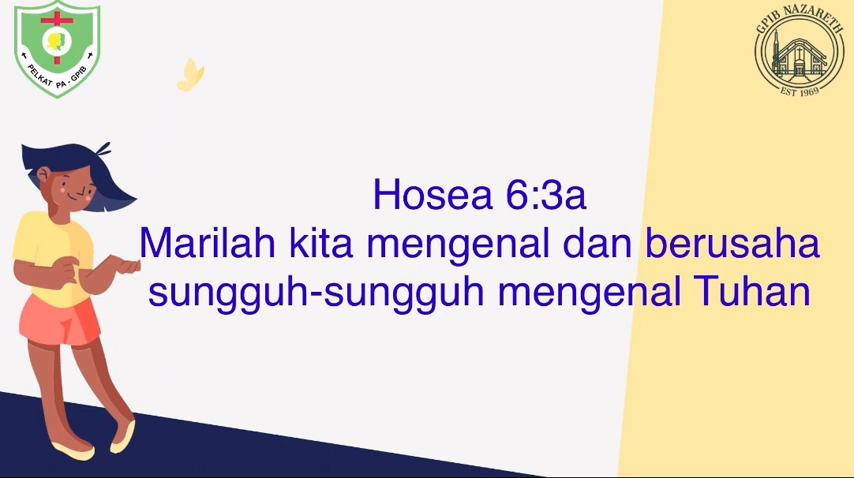 PELKAT PA - GPIB
GPIB NAZARETH
EST 1969
Hosea 6:3a
Marilah kita mengenal dan berusaha
sungguh-sungguh mengenal Tuhan